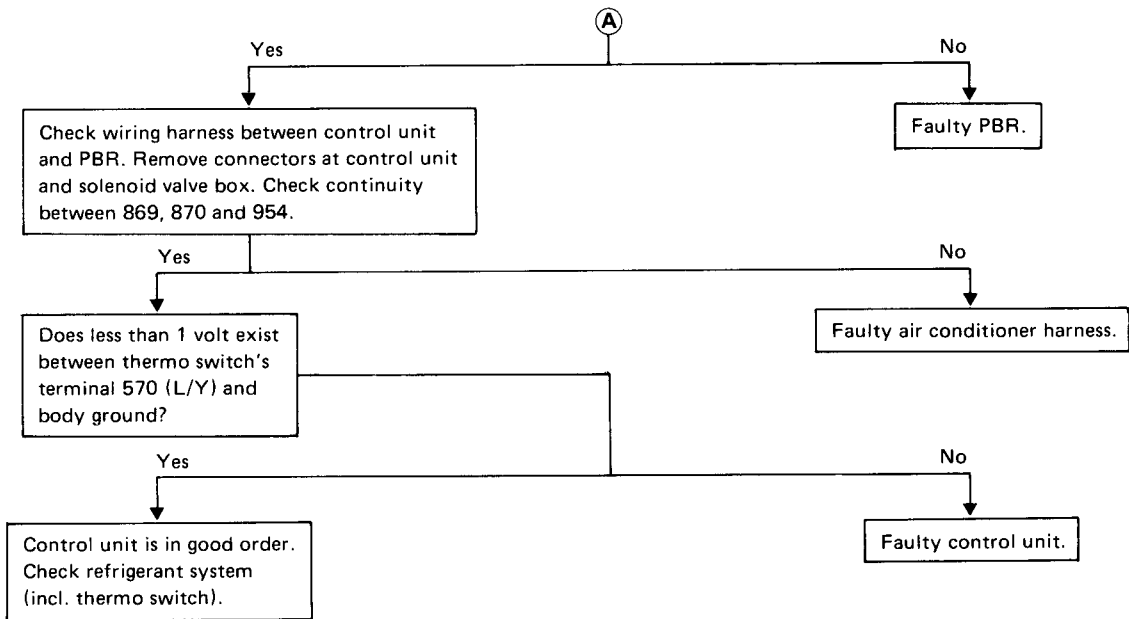 A
Yes
No
Check wiring harness between control unit
and PBR. Remove connectors at control unit
and solenoid valve box. Check continuity
between 869, 870 and 954.
Faulty PBR.
Yes
No
Does less than 1 volt exist
between thermo switch's
terminal 570 (L/Y) and
body ground?
Faulty air conditioner harness.
Yes
No
Control unit is in good order.
Check refrigerant system
(incl. thermo switch).
Faulty control unit.